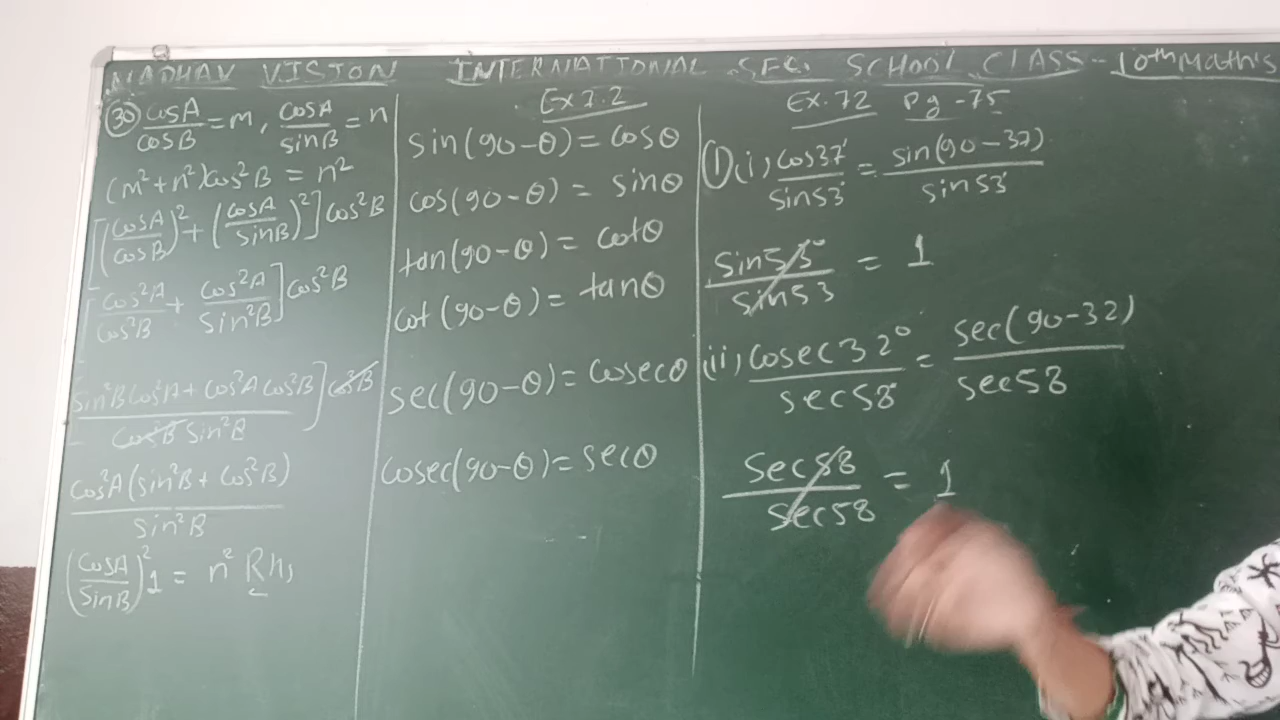 MADHAV VISION INTERNATIONAL SEC. SCHOOL CLASS - 10th Maths
(30) cosA/cosB = m, cosA/sinB = n
(m²+n²)cos²B = n²
[(cosA/cosB)² + (cosA/sinB)²] cos²B
[cos²A/cos²B + cos²A/sin²B] cos²B
sin²B cos²A + cos²A cos²B] cos²B
cos²B sin²B
cos²A (sin²B + cos²B)
sin²B
(cosA/sinB)² 1 = n² Rhs
Ex 7.2
sin(90-θ) = cosθ
cos(90-θ) = sinθ
tan(90-θ) = cotθ
cot(90-θ) = tanθ
sec(90-θ) = cosecθ
cosec(90-θ) = secθ
Ex. 72 Pg - 75
① (i) cos37°/sin53° = sin(90-37)/sin53°
sin53°/sin53 = 1
(ii) cosec32°/sec58° = sec(90-32)/sec58
sec58/sec58 = 1